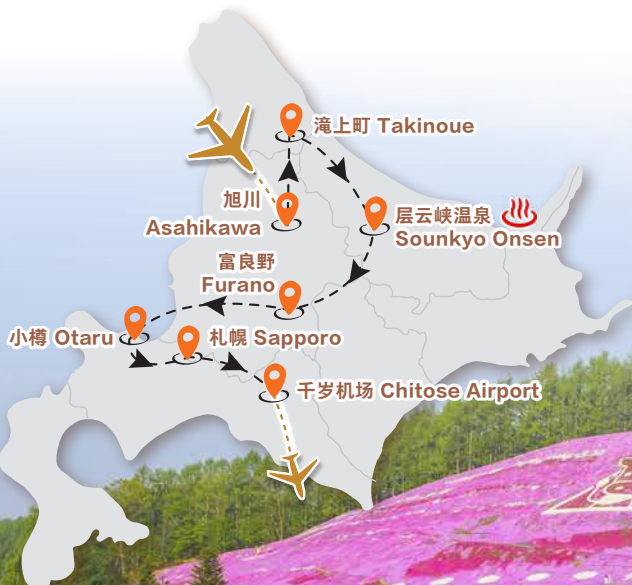 滝上町 Takinoue
旭川
Asahikawa
层云峡温泉
Sounkyo Onsen
富良野
Furano
小樽 Otaru
札幌 Sapporo
千岁机场 Chitose Airport